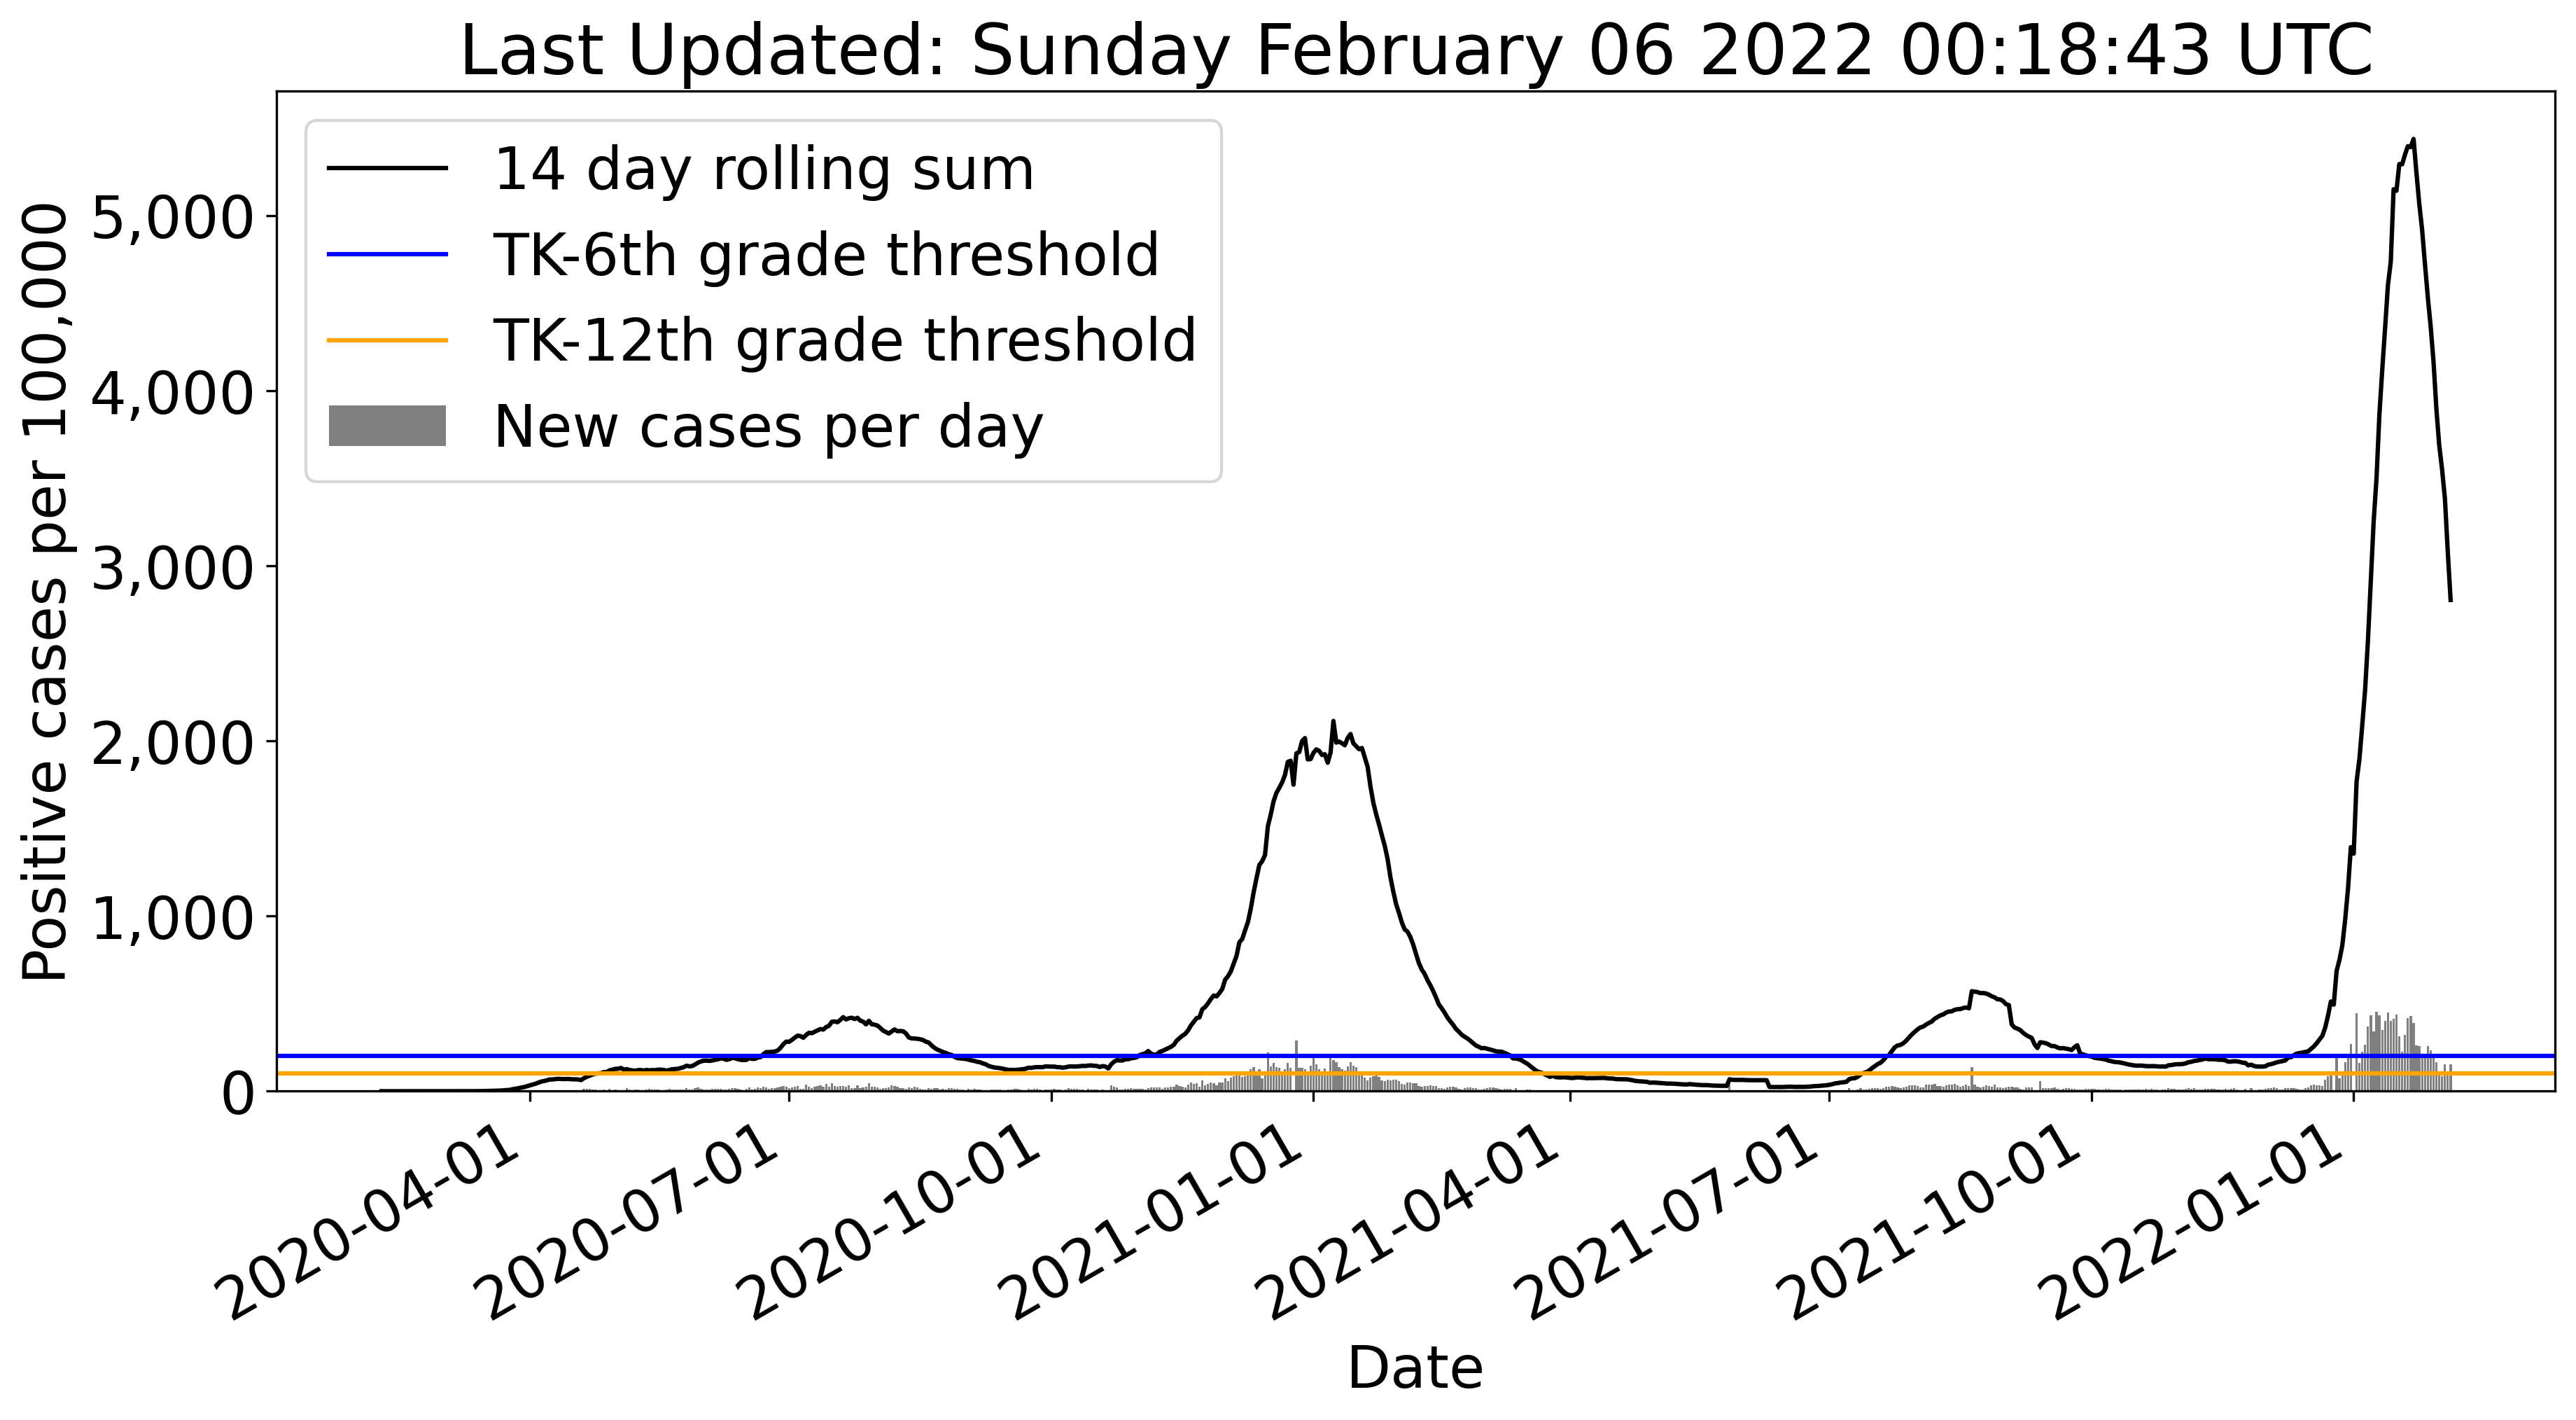 Last Updated: Sunday February 06 2022 00:18:43 UTC
14 day rolling sum
TK-6th grade threshold
TK-12th grade threshold
New cases per day
Positive cases per 100,000
5,000
4,000
3,000
2,000
1,000
0
2020-04-01
2020-07-01
2020-10-01
2021-01-01
2021-04-01
2021-07-01
2021-10-01
2022-01-01
Date